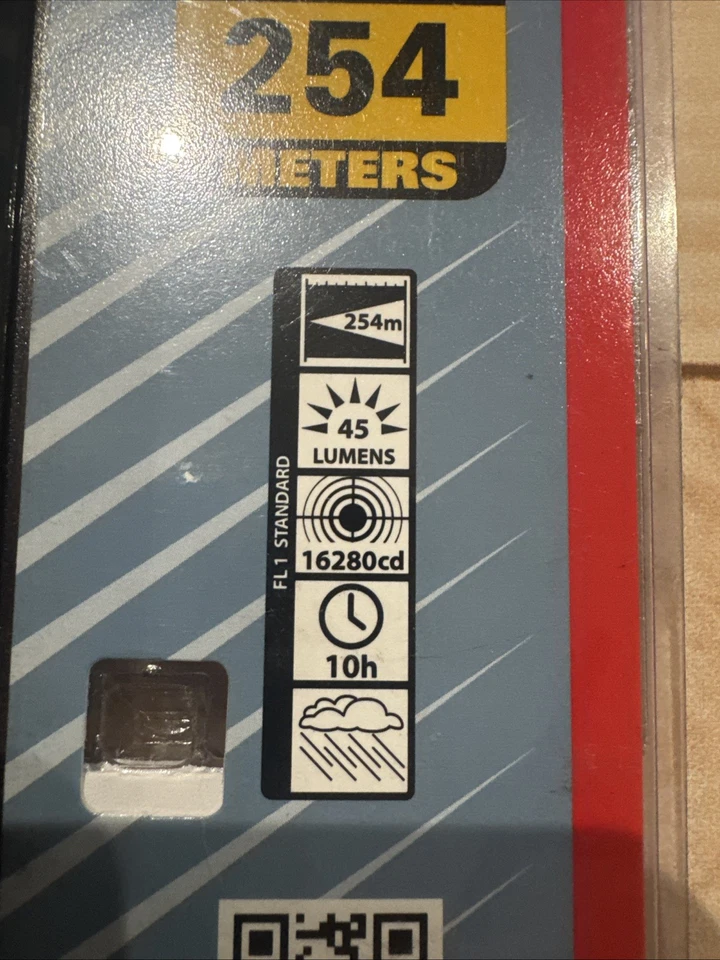 254
METERS
254m
45
LUMENS
16280cd
10h
FL1 STANDARD